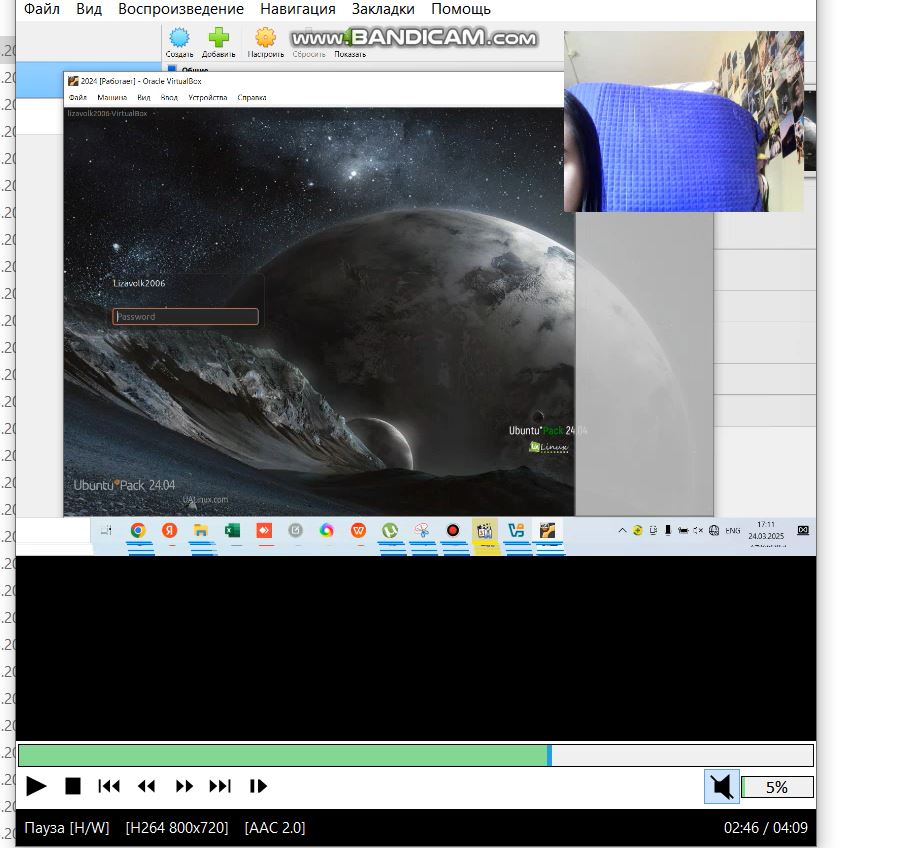 Файл Вид Воспроизведение Навигация Закладки Помощь
www.BANDICAM.com
Создать Добавить Настроить Сбросить Показать
Общие
2024 [Работает] - Oracle VirtualBox
Файл Машина Вид Ввод Устройства Справка
lizavolk2006-VirtualBox
Lizavolk2006
Password
Ubuntu*Pack 24.04
Linux
Ubuntu Pack 24.04
UALinux.com
ENG
17:11
24.03.2025
Пауза [H/W] [H264 800x720] [AAC 2.0]
5%
02:46 / 04:09